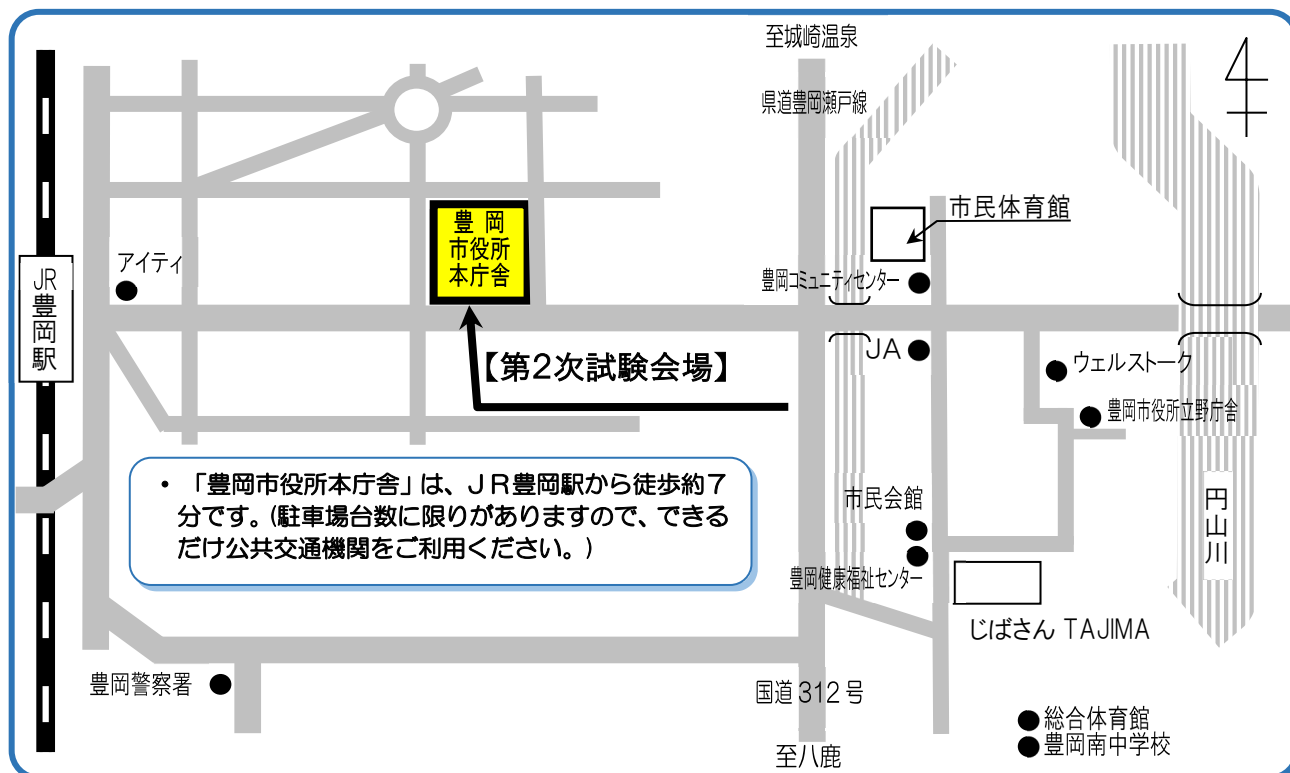 至城崎温泉
県道豊岡瀬戸線
市民体育館
豊岡
市役所
本庁舎
アイティ
豊岡コミュニティセンター
JR豊岡駅
JA
【第2次試験会場】
ウェルストーク
豊岡市役所立野庁舎
・「豊岡市役所本庁舎」は、JR豊岡駅から徒歩約7
分です。(駐車場台数に限りがありますので、できる
だけ公共交通機関をご利用ください。)
市民会館
円山川
豊岡健康福祉センター
じばさん TAJIMA
豊岡警察署
国道312号
総合体育館
豊岡南中学校
至八鹿